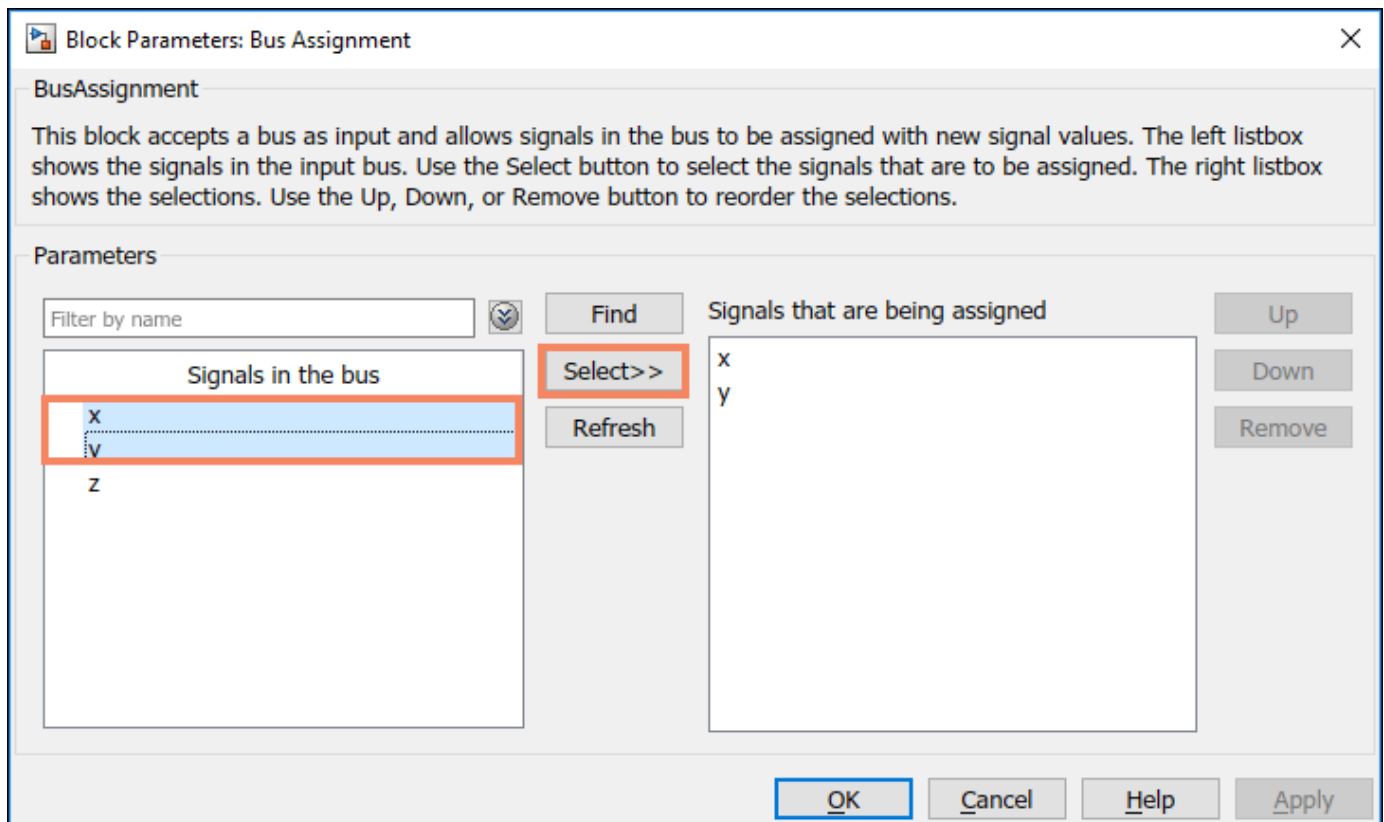 Block Parameters: Bus Assignment
BusAssignment
This block accepts a bus as input and allows signals in the bus to be assigned with new signal values. The left listbox
shows the signals in the input bus. Use the Select button to select the signals that are to be assigned. The right listbox
shows the selections. Use the Up, Down, or Remove button to reorder the selections.
Parameters
Filter by name
Find
Signals that are being assigned
Up
Signals in the bus
Select>>
x
y
Down
x
y
z
Refresh
Remove
OK
Cancel
Help
Apply